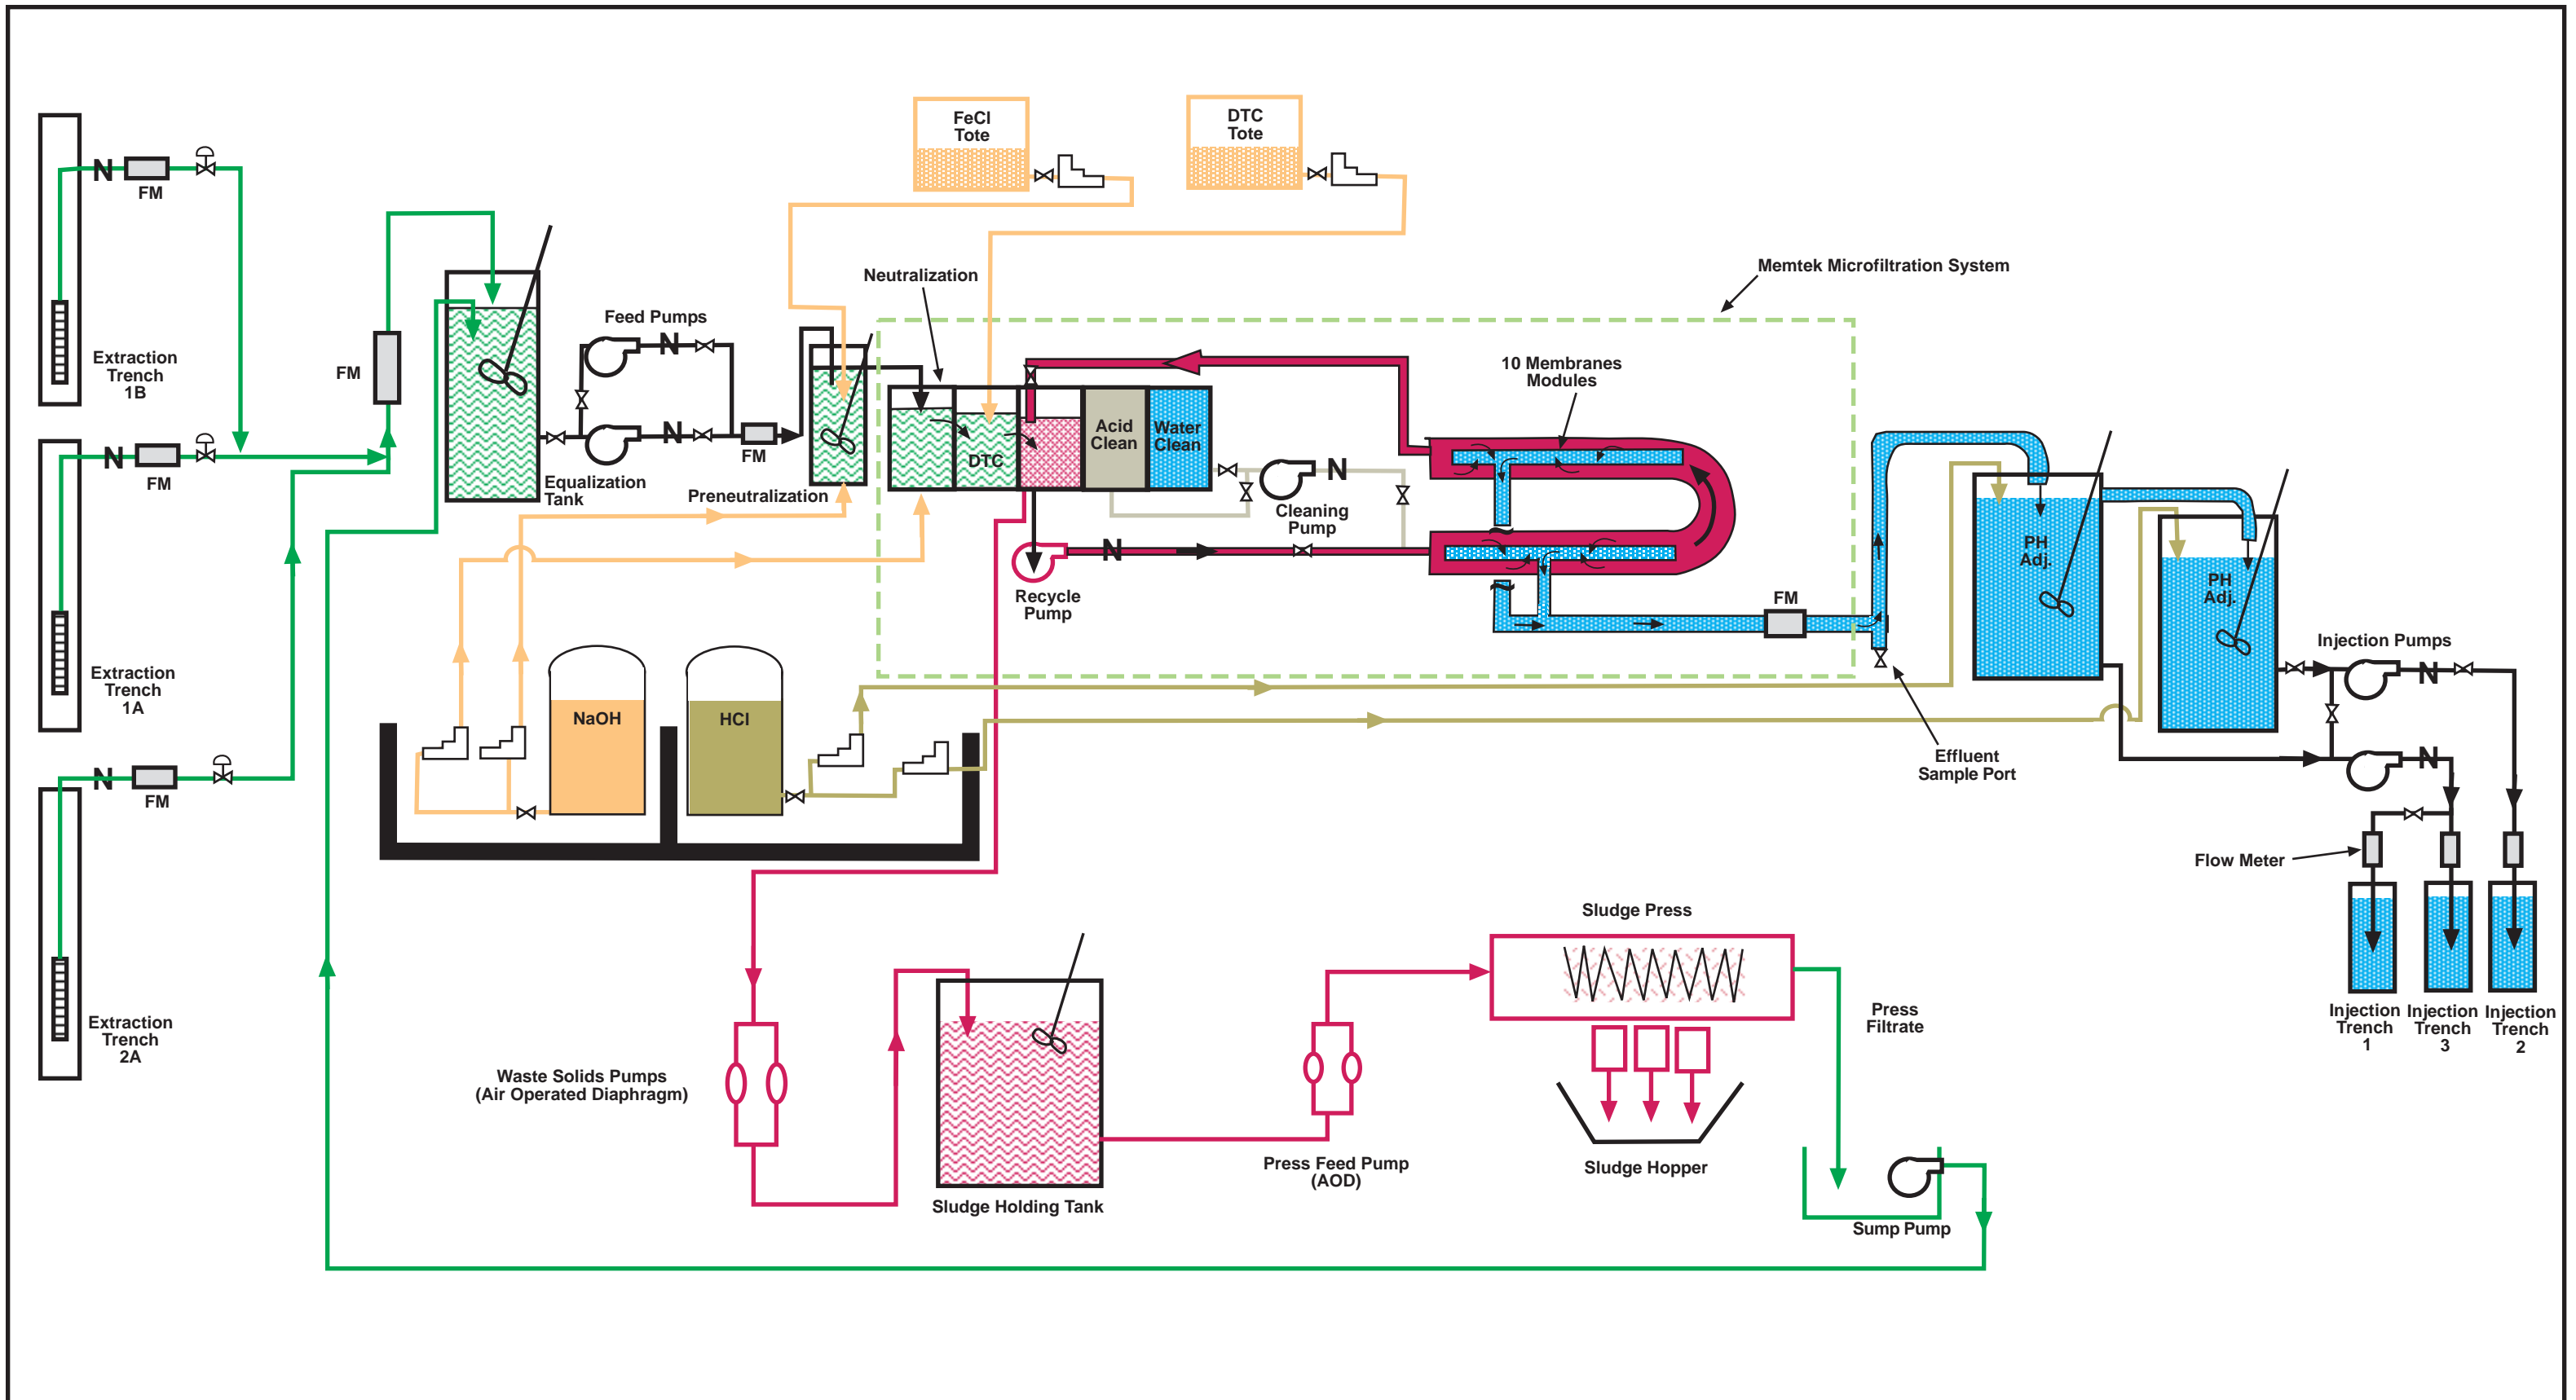 FeCl
Tote
DTC
Tote
FM
Neutralization
Memtek Microfiltration System
Feed Pumps
Extraction
Trench
1B
FM
10 Membranes
Modules
Acid
Clean
Water
Clean
DTC
FM
FM
Equalization
Tank
Preneutralization
Cleaning
Pump
PH
Adj.
PH
Adj.
Recycle
Pump
FM
Injection Pumps
Extraction
Trench
1A
NaOH
HCl
Effluent
Sample Port
FM
Flow Meter
Sludge Press
Extraction
Trench
2A
Press
Filtrate
Injection
Trench
1
Injection
Trench
3
Injection
Trench
2
Waste Solids Pumps
(Air Operated Diaphragm)
Press Feed Pump
(AOD)
Sludge Hopper
Sludge Holding Tank
Sump Pump